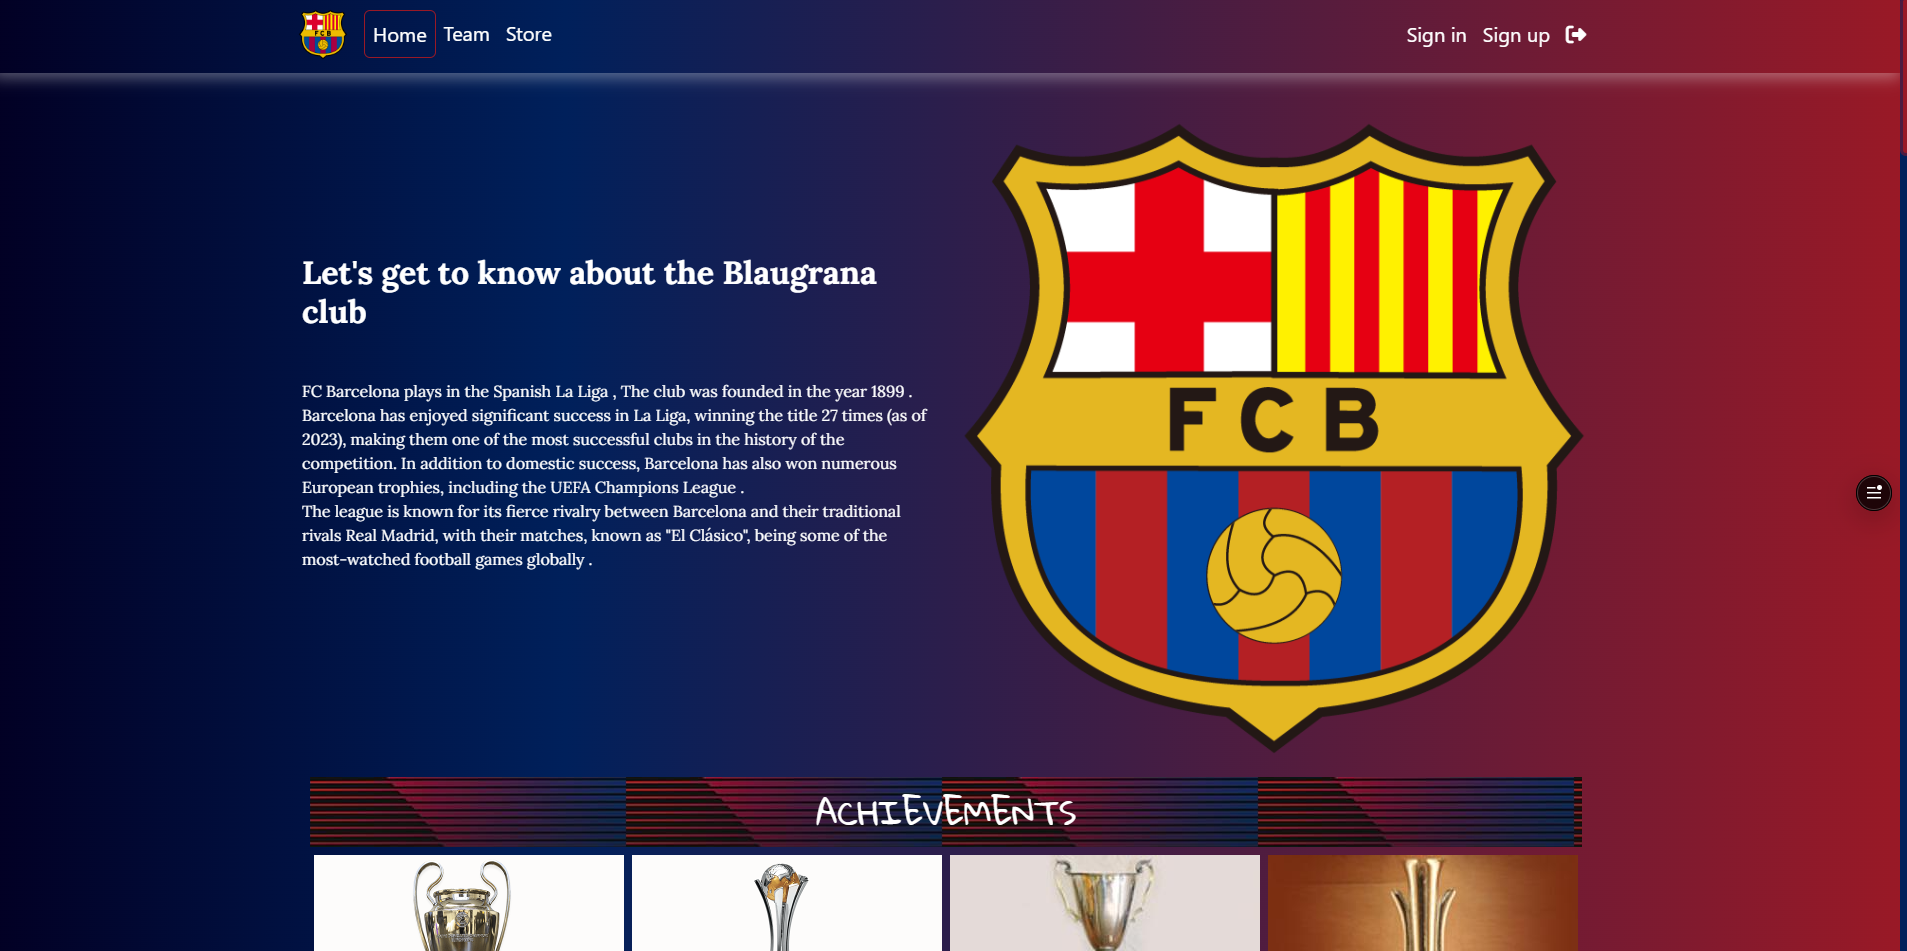 FCB
Home
Team
Store
Sign in
Sign up
Let's get to know about the Blaugrana
club
FC Barcelona plays in the Spanish La Liga , The club was founded in the year 1899 .
Barcelona has enjoyed significant success in La Liga, winning the title 27 times (as of
2023), making them one of the most successful clubs in the history of the
competition. In addition to domestic success, Barcelona has also won numerous
European trophies, including the UEFA Champions League .
The league is known for its fierce rivalry between Barcelona and their traditional
rivals Real Madrid, with their matches, known as "El Clásico", being some of the
most-watched football games globally .
FCB
ACHIEVEMENTS